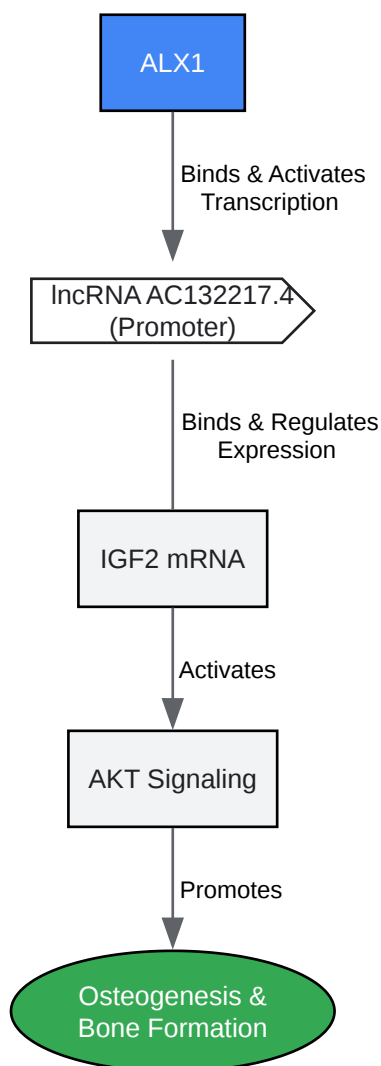 ALX1
Binds & Activates
Transcription
lncRNA AC132217.4
(Promoter)
Binds & Regulates
Expression
IGF2 mRNA
Activates
AKT Signaling
Promotes
Osteogenesis &
Bone Formation